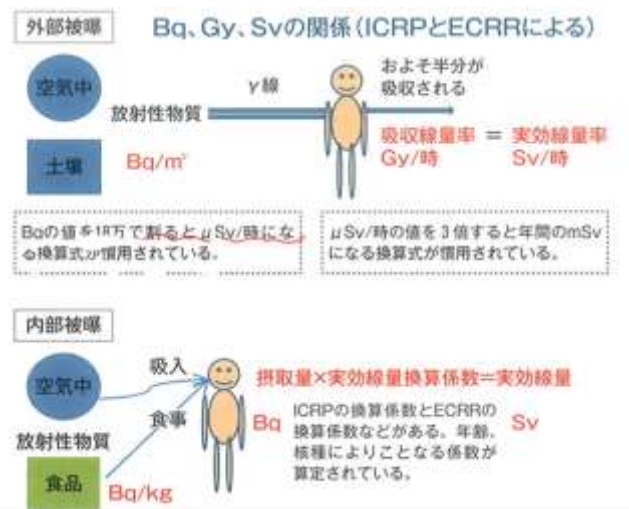 外部被曝
Bq、Gy、Svの関係(ICRPとECRRによる)
空気中
放射性物質
γ線
およそ半分が
吸収される
土壌
Bq/m²
吸収線量率 = 実効線量率
Gy/時 Sv/時
Bqの値を18万で割るとμSv/時にな
る換算式が慣用されている。
μSv/時の値を3倍すると年間のmSv
になる換算式が慣用されている。
内部被曝
空気中
吸入
食事
放射性物質
食品
Bq/kg
摂取量×実効線量換算係数=実効線量
Bq
ICRPの換算係数とECRRの
換算係数などがある。年齢、
核種によりことなる係数が
算定されている。
Sv